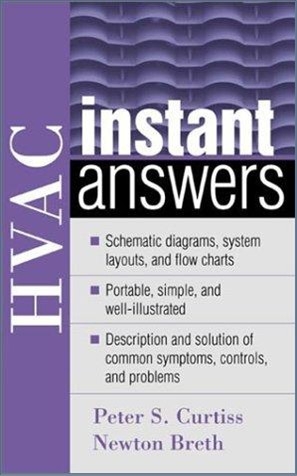 HVAC
instant
answers
■ Schematic diagrams, system
layouts, and flow charts
■ Portable, simple, and
well-illustrated
■ Description and solution of
common symptoms, controls,
and problems
Peter S. Curtiss
Newton Breth